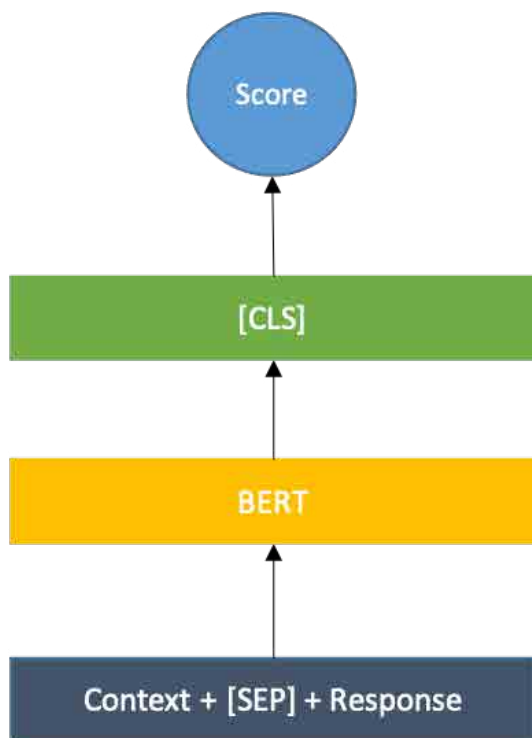 Score
[CLS]
BERT
Context + [SEP] + Response